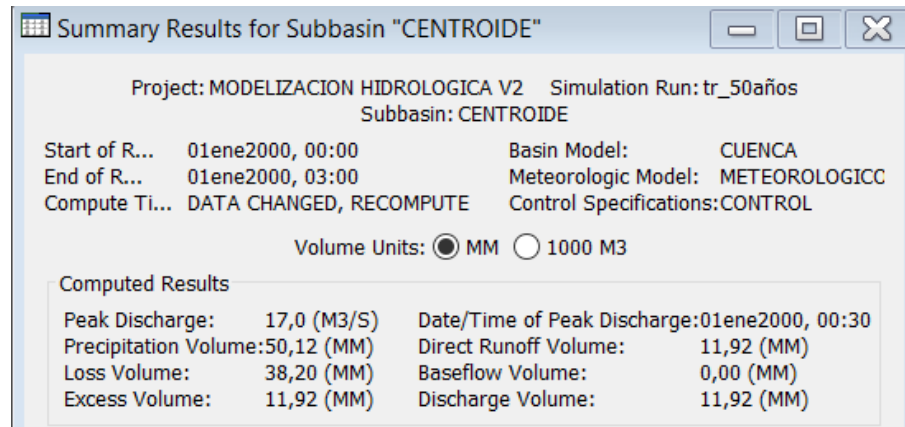 Summary Results for Subbasin "CENTROIDE"
Project: MODELIZACION HIDROLOGICA V2 Simulation Run: tr_50años
Subbasin: CENTROIDE
Start of R... 01ene2000, 00:00 Basin Model: CUENCA
End of R... 01ene2000, 03:00 Meteorologic Model: METEOROLOGICO
Compute Ti... DATA CHANGED, RECOMPUTE Control Specifications:CONTROL
Volume Units: MM 1000 M3
Computed Results
Peak Discharge: 17,0 (M3/S) Date/Time of Peak Discharge:01ene2000, 00:30
Precipitation Volume:50,12 (MM) Direct Runoff Volume: 11,92 (MM)
Loss Volume: 38,20 (MM) Baseflow Volume: 0,00 (MM)
Excess Volume: 11,92 (MM) Discharge Volume: 11,92 (MM)